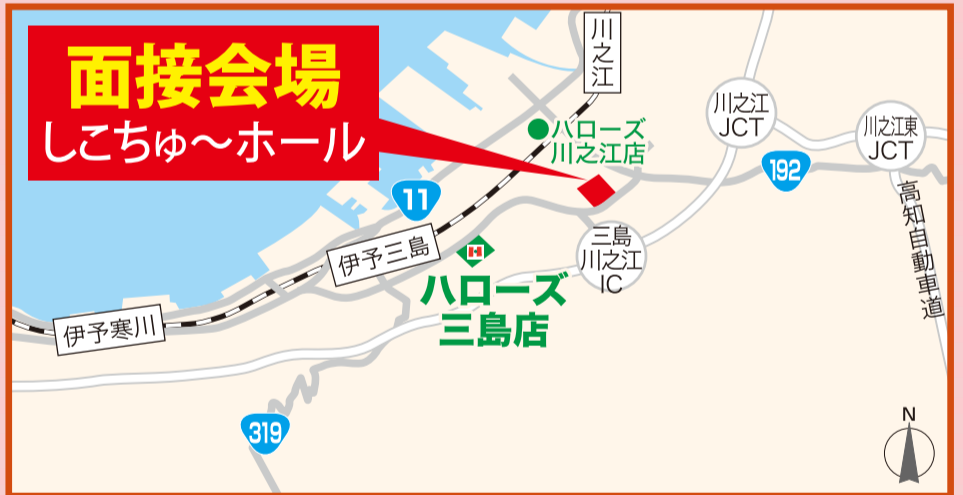 面接会場
しこちゅ〜ホール
川之江
ハローズ
川之江店
川之江
JCT
川之江東
JCT
192
11
高知自動車道
三島
川之江
IC
伊予三島
H
ハローズ
三島店
伊予寒川
319
N